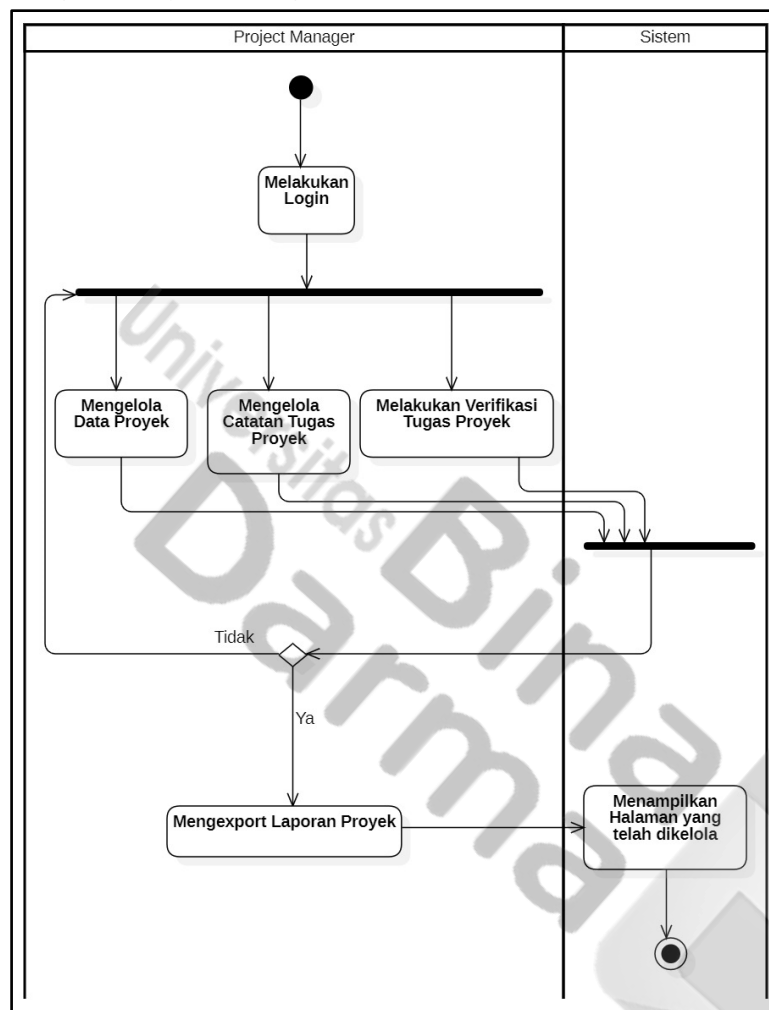 Project Manager
Sistem
Melakukan
Login
Mengelola
Data Proyek
Mengelola
Catatan Tugas
Proyek
Melakukan Verifikasi
Tugas Proyek
Tidak
Ya
Mengexport Laporan Proyek
Menampilkan
Halaman yang
telah dikelola
Universitas
Bina
Darma